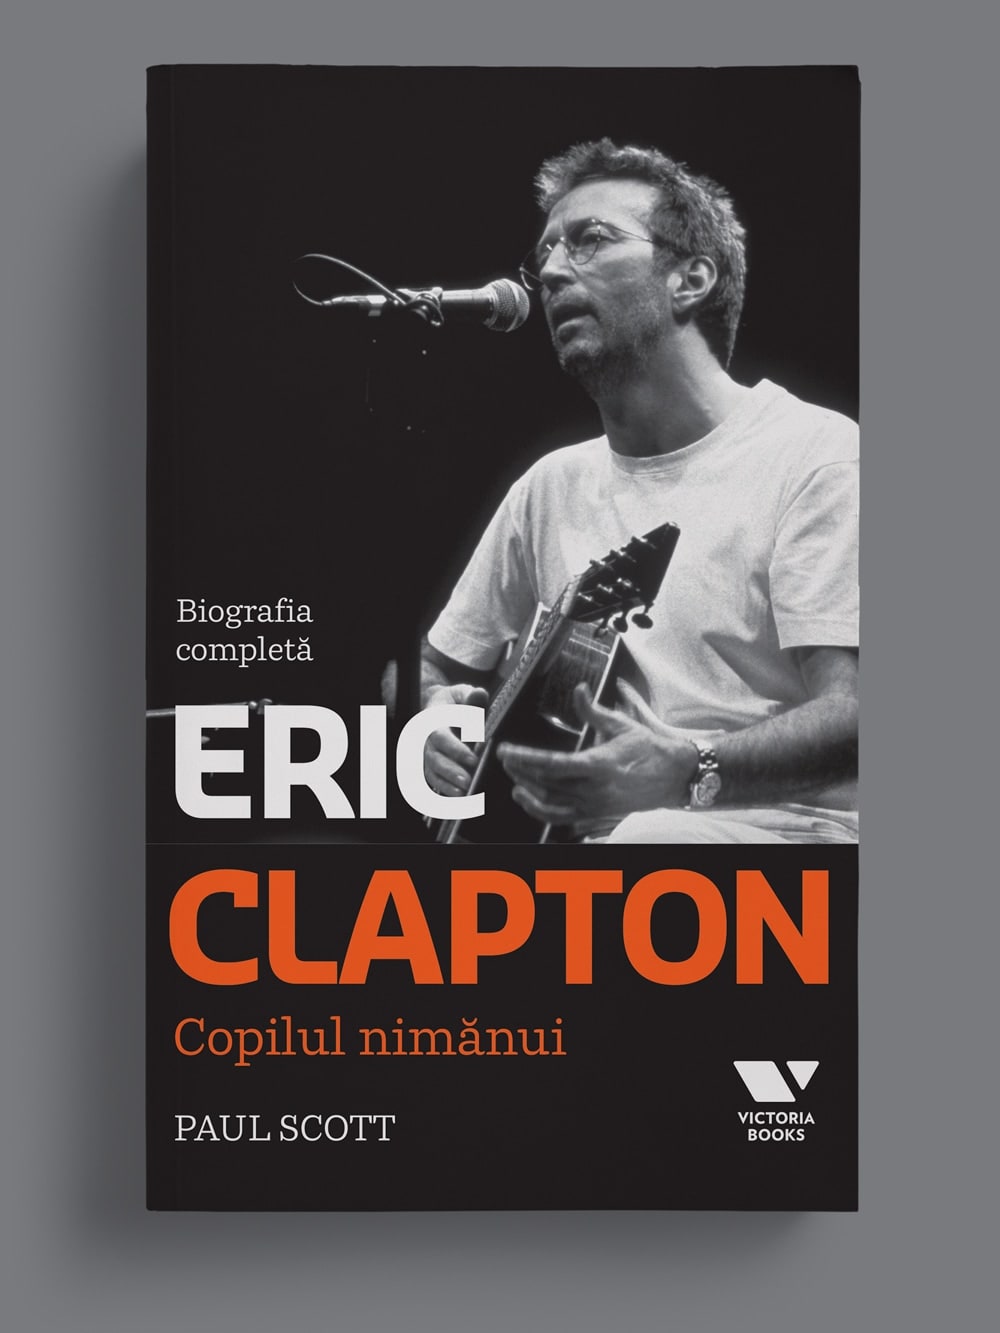 Biografia
completă
ERIC
CLAPTON
Copilul nimănui
PAUL SCOTT
VICTORIA
BOOKS